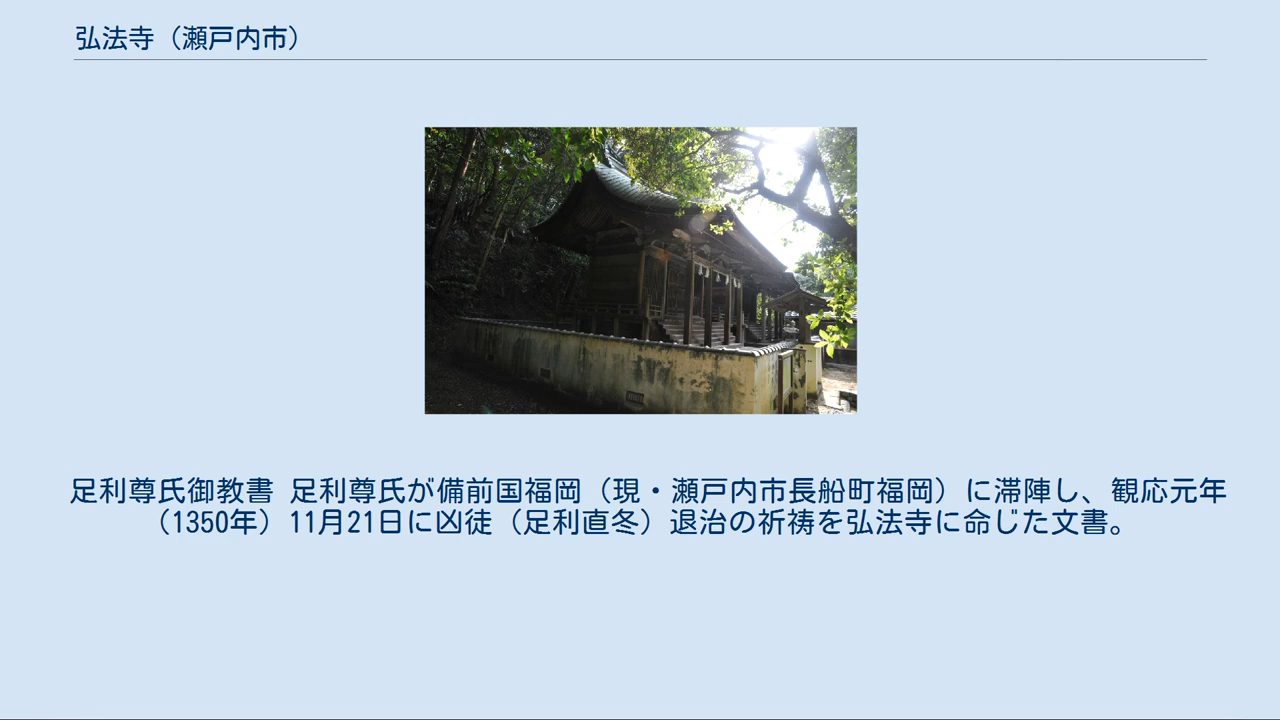 弘法寺（瀬戸内市）
足利尊氏御教書 足利尊氏が備前国福岡（現・瀬戸内市長船町福岡）に滞陣し、観応元年
（1350年）11月21日に凶徒（足利直冬）退治の祈祷を弘法寺に命じた文書。